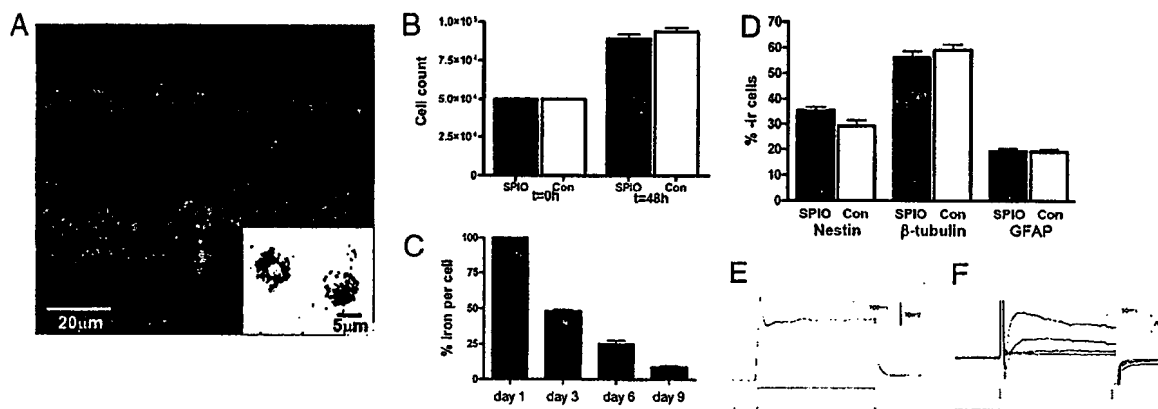 A
20μm
5μm
B
Cell count
1.0×10⁵
7.5×10⁴
5.0×10⁴
2.5×10⁴
0
SPIO Con SPIO Con
t=0h t=48h
C
% iron per cell
100
75
50
25
0
day 1 day 3 day 6 day 9
D
% -ir cells
70
60
50
40
30
20
10
0
SPIO Con SPIO Con SPIO Con
Nestin β-tubulin GFAP
E
F